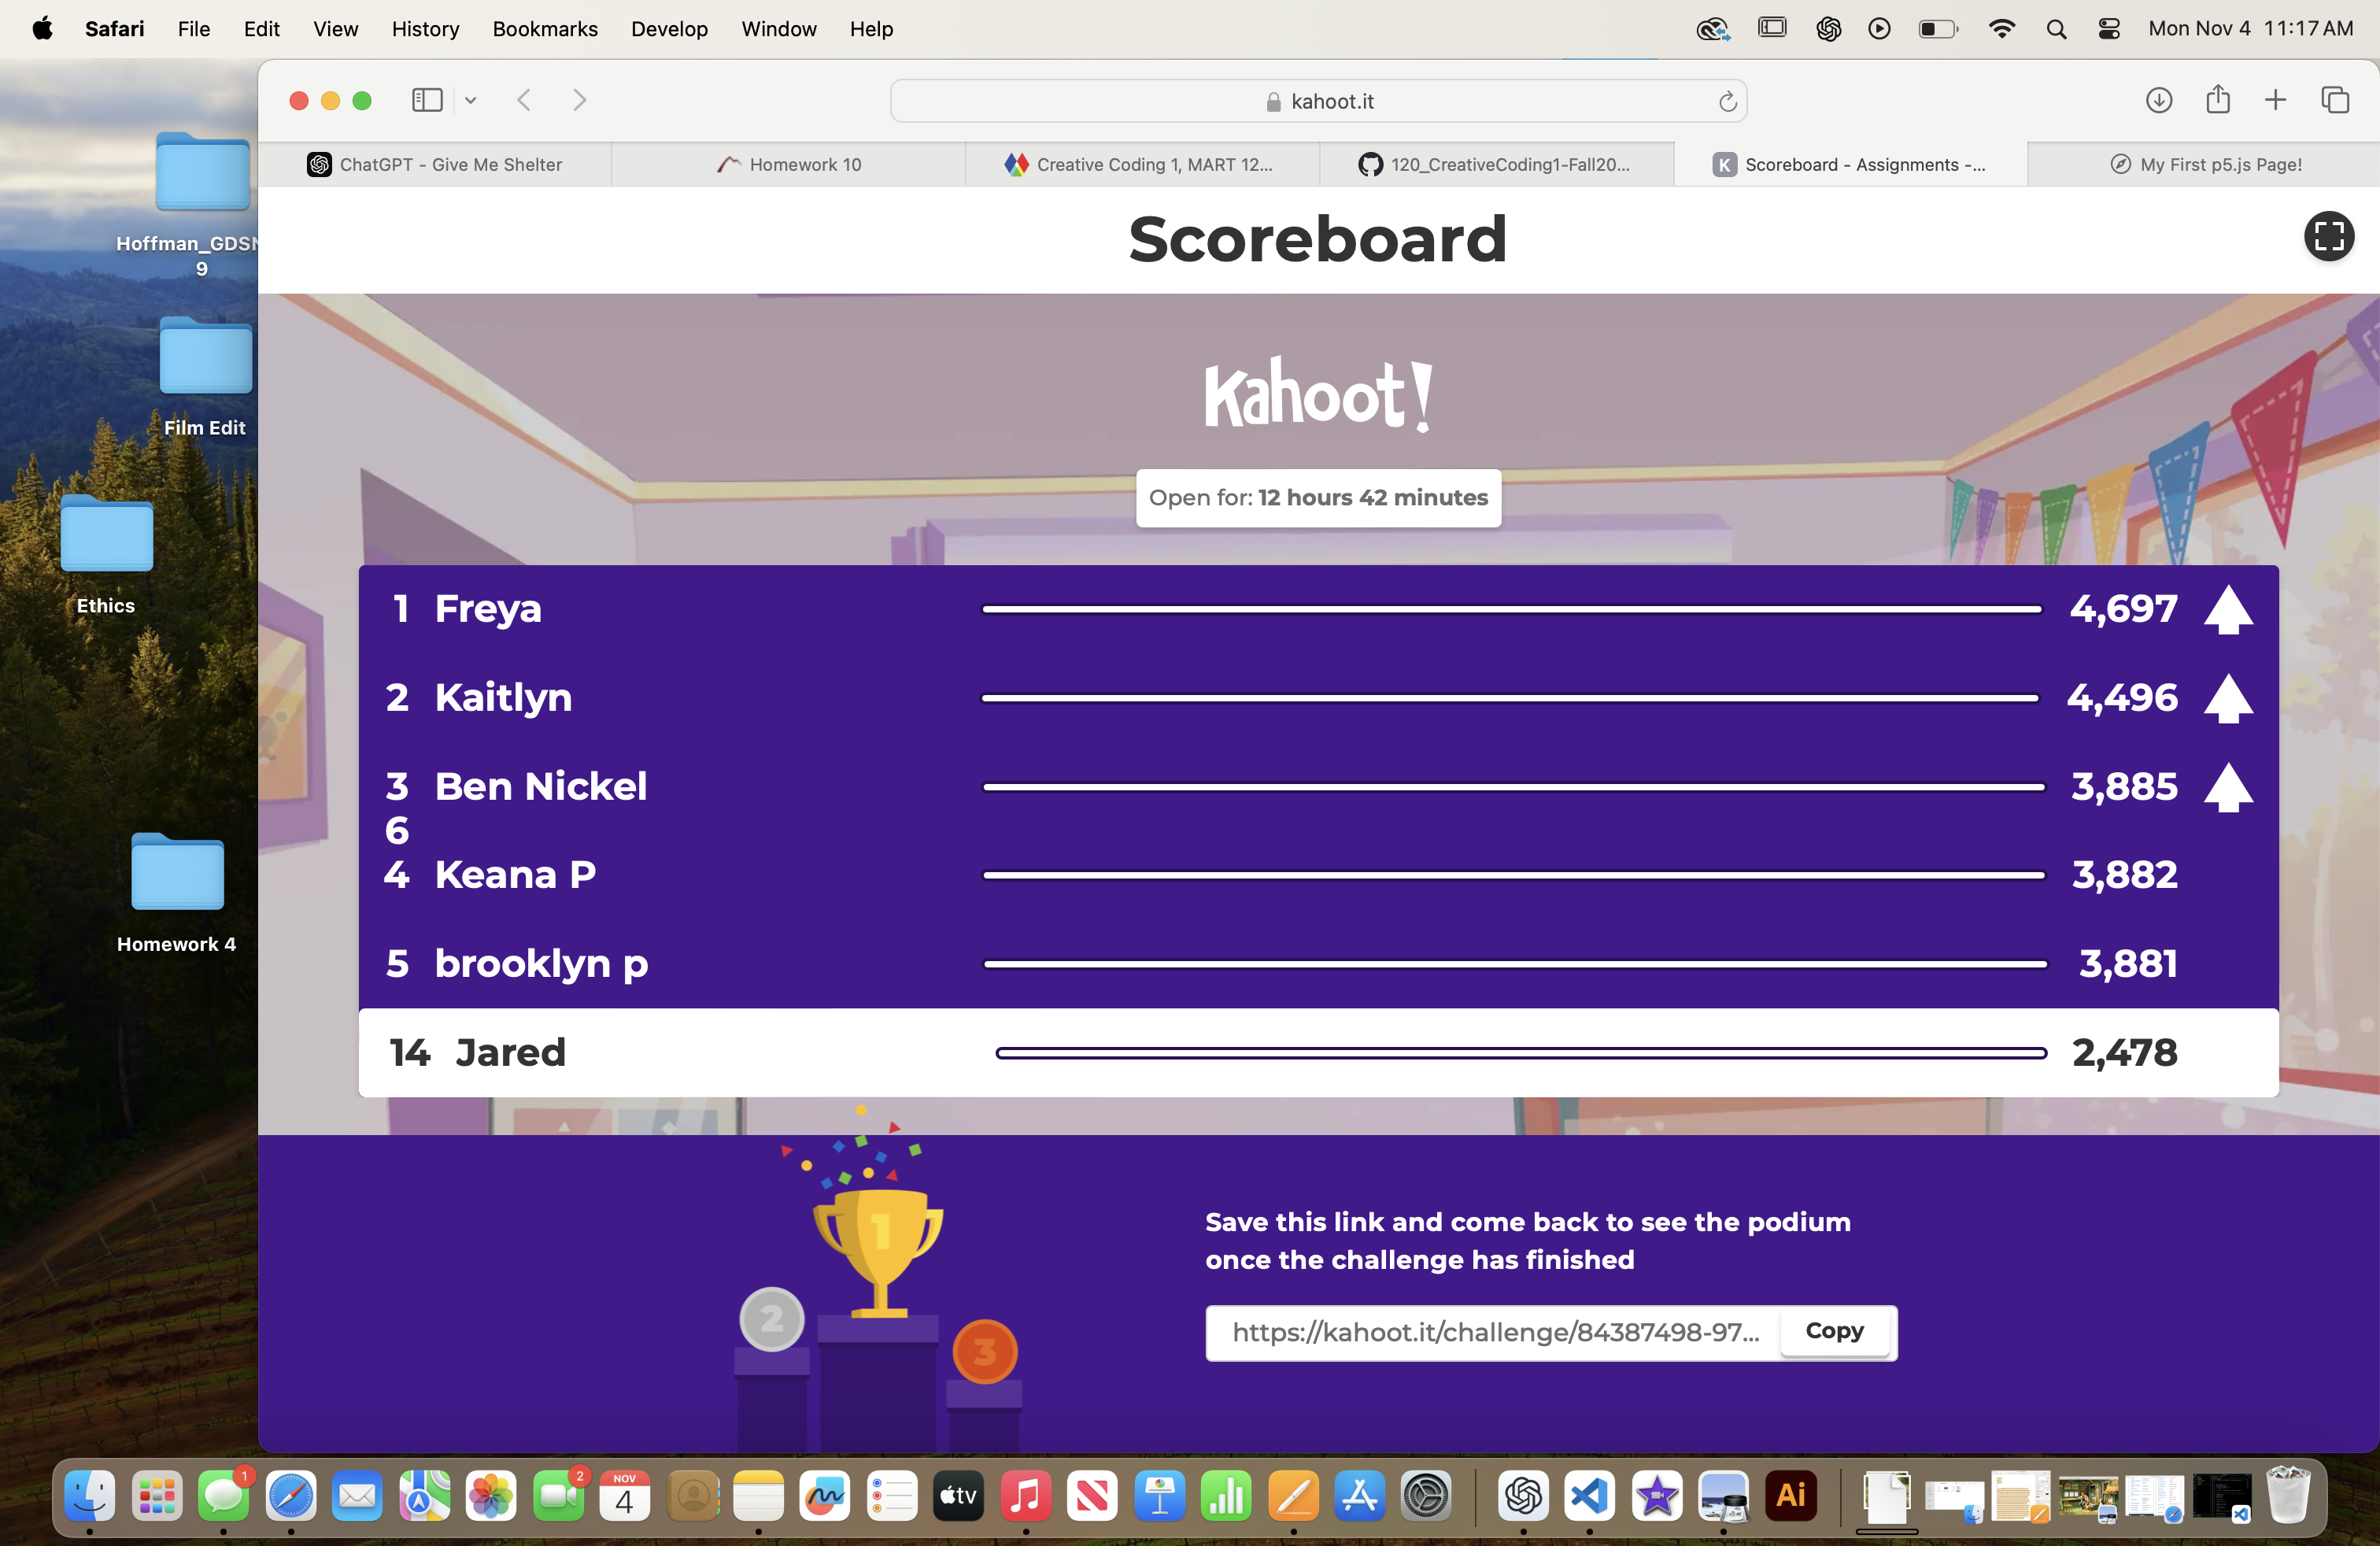 Safari File Edit View History Bookmarks Develop Window Help Mon Nov 4 11:17 AM
kahoot.it
ChatGPT - Give Me Shelter
Homework 10
Creative Coding 1, MART 12...
120_CreativeCoding1-Fall20...
K Scoreboard - Assignments -...
My First p5.js Page!
Hoffman_GDSN
9
Film Edit
Ethics
Homework 4
Scoreboard
Kahoot!
Open for: 12 hours 42 minutes
1 Freya 4,697
2 Kaitlyn 4,496
3 Ben Nickel 3,885
6
4 Keana P 3,882
5 brooklyn p 3,881
14 Jared 2,478
1
2
3
Save this link and come back to see the podium
once the challenge has finished
https://kahoot.it/challenge/84387498-97... Copy
1
2
NOV
4
tv
Ai